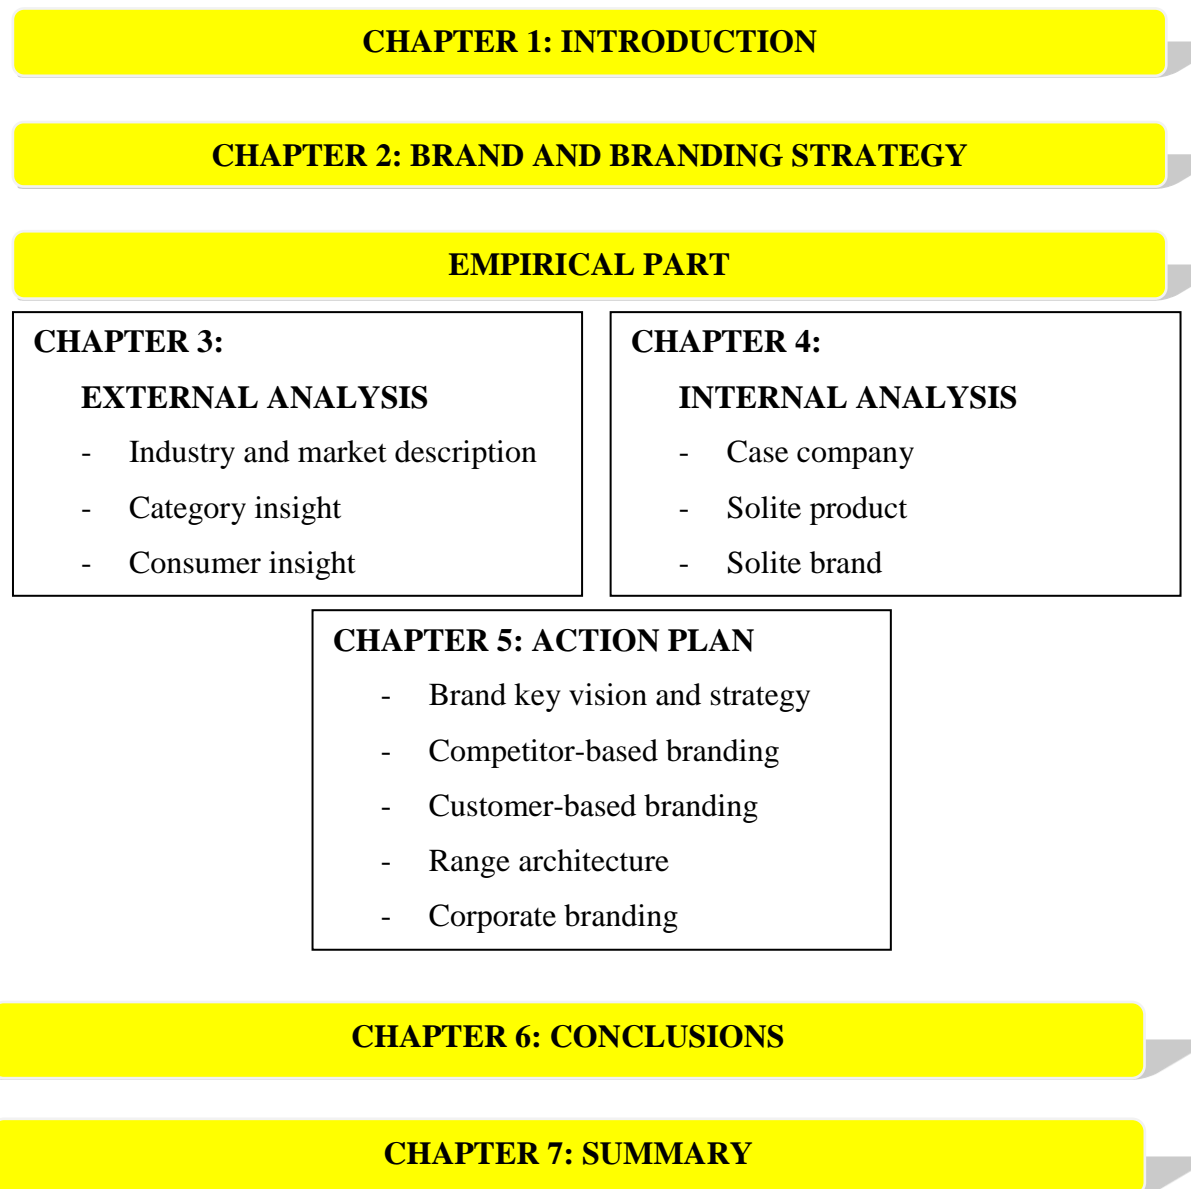 CHAPTER 1: INTRODUCTION
CHAPTER 2: BRAND AND BRANDING STRATEGY
EMPIRICAL PART
CHAPTER 3:
EXTERNAL ANALYSIS
- Industry and market description
- Category insight
- Consumer insight
CHAPTER 4:
INTERNAL ANALYSIS
- Case company
- Solite product
- Solite brand
CHAPTER 5: ACTION PLAN
- Brand key vision and strategy
- Competitor-based branding
- Customer-based branding
- Range architecture
- Corporate branding
CHAPTER 6: CONCLUSIONS
CHAPTER 7: SUMMARY